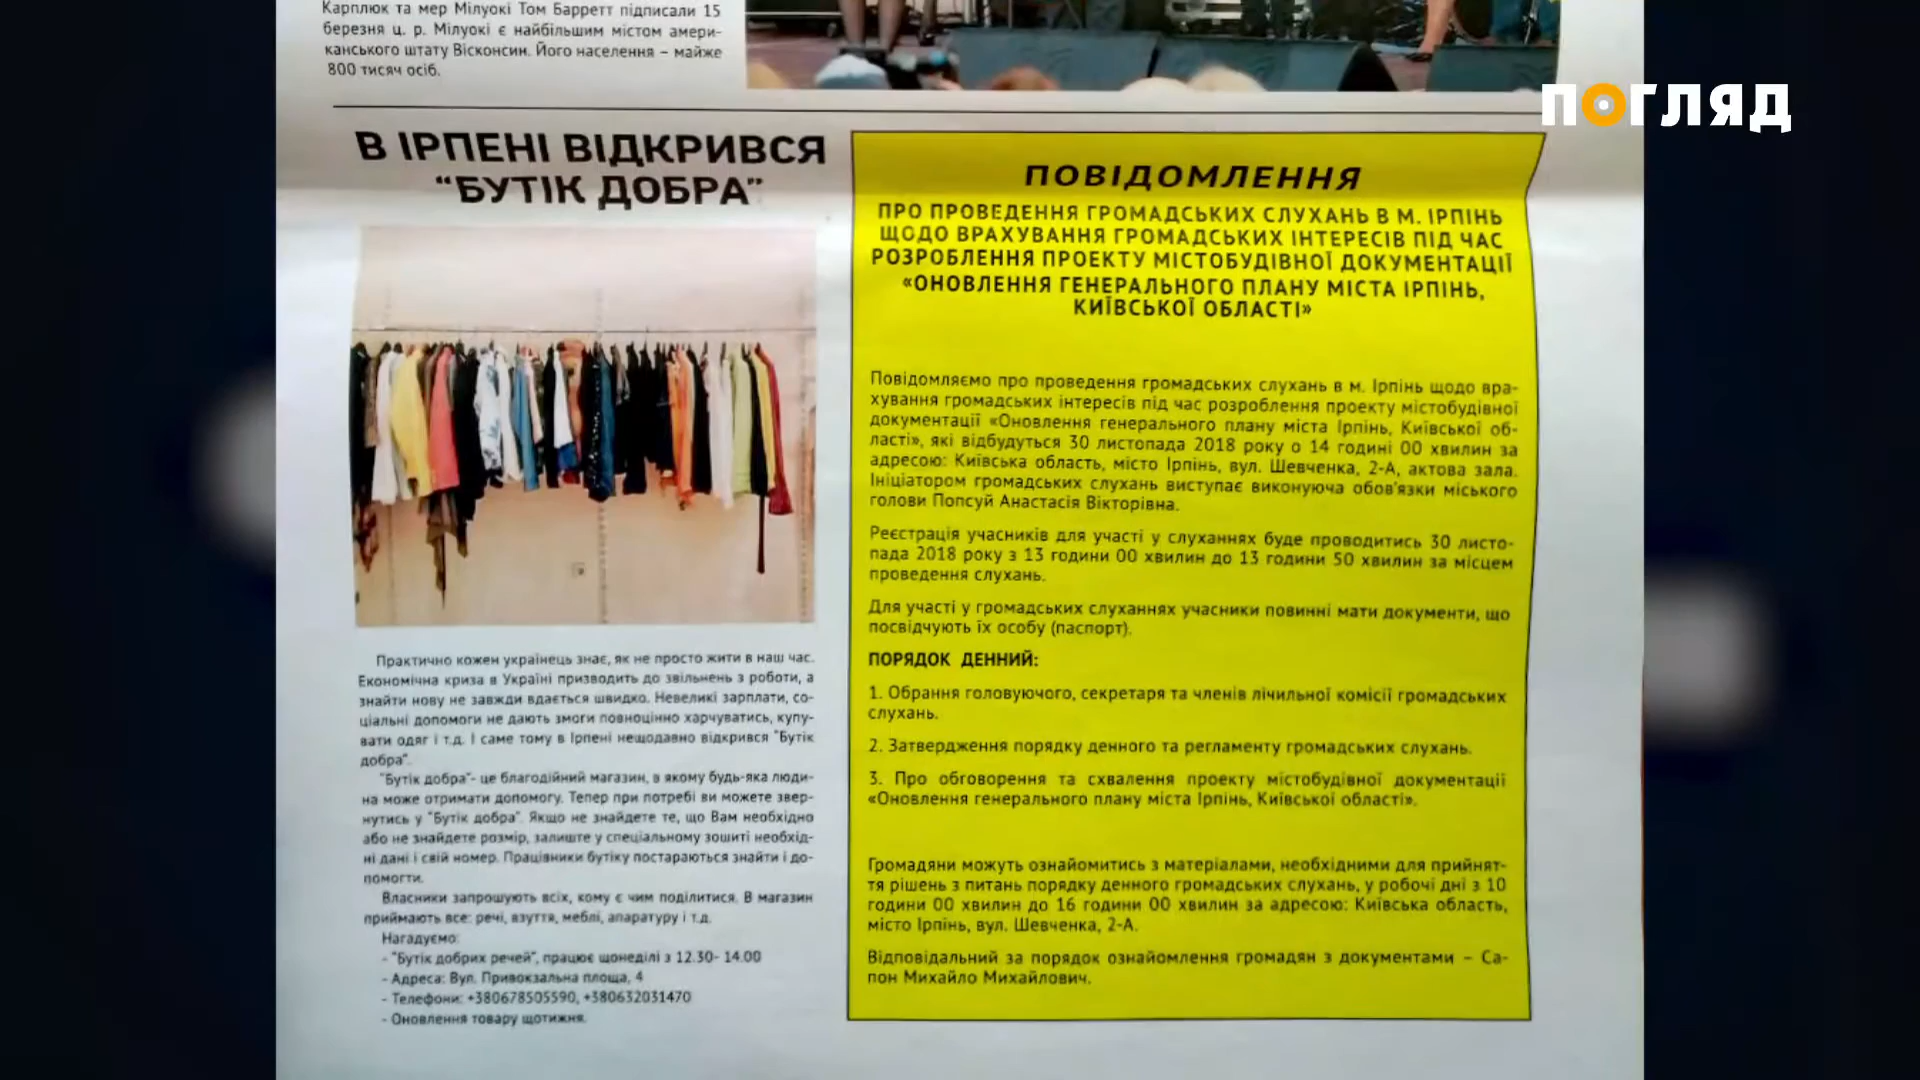 Карплюк та мер Мілуокі Том Барретт підписали 15
березня ц. р. Мілуокі є найбільшим містом амери-
канського штату Вісконсин. Його населення – майже
800 тисяч осіб.
ПОГЛЯД
В ІРПЕНІ ВІДКРИВСЯ
“БУТІК ДОБРА”
Практично кожен українець знає, як не просто жити в наш час.
Економічна криза в Україні призводить до звільнень з роботи, а
знайти нову не завжди вдається швидко. Невеликі зарплати, со-
ціальні допомоги не дають змоги повноцінно харчуватись, купу-
вати одяг і т.д. І саме тому в Ірпені нещодавно відкрився "Бутік
добра".
"Бутік добра"- це благодійний магазин, в якому будь-яка люди-
на може отримати допомогу. Тепер при потребі ви можете звер-
нутись у "Бутік добра". Якщо не знайдете те, що Вам необхідно
або не знайдете розмір, залиште у спеціальному зошиті необхід-
ні дані і свій номер. Працівники бутіку постараються знайти і до-
помогти.
Власники запрошують всіх, кому є чим поділитися. В магазин
приймають все: речі, взуття, меблі, апаратуру і т.д.
Нагадуємо:
- "Бутік добрих речей", працює щонеділі з 12.30- 14.00
- Адреса: Вул. Привокзальна площа, 4
- Телефони: +380678505590, +380632031470
- Оновлення товару щотижня.
ПОВІДОМЛЕННЯ
ПРО ПРОВЕДЕННЯ ГРОМАДСЬКИХ СЛУХАНЬ В М. ІРПІНЬ
ЩОДО ВРАХУВАННЯ ГРОМАДСЬКИХ ІНТЕРЕСІВ ПІД ЧАС
РОЗРОБЛЕННЯ ПРОЕКТУ МІСТОБУДІВНОЇ ДОКУМЕНТАЦІЇ
«ОНОВЛЕННЯ ГЕНЕРАЛЬНОГО ПЛАНУ МІСТА ІРПІНЬ,
КИЇВСЬКОЇ ОБЛАСТІ»
Повідомляємо про проведення громадських слухань в м. Ірпінь щодо вра-
хування громадських інтересів під час розроблення проекту містобудівної
документації «Оновлення генерального плану міста Ірпінь, Київської об-
ласті», які відбудуться 30 листопада 2018 року о 14 годині 00 хвилин за
адресою: Київська область, місто Ірпінь, вул. Шевченка, 2-А, актова зала.
Ініціатором громадських слухань виступає виконуюча обов'язки міського
голови Попсуй Анастасія Вікторівна.
Реєстрація учасників для участі у слуханнях буде проводитись 30 листо-
пада 2018 року з 13 години 00 хвилин до 13 години 50 хвилин за місцем
проведення слухань.
Для участі у громадських слуханнях учасники повинні мати документи, що
посвідчують їх особу (паспорт).
ПОРЯДОК ДЕННИЙ:
1. Обрання головуючого, секретаря та членів лічильної комісії громадських
слухань.
2. Затвердження порядку денного та регламенту громадських слухань.
3. Про обговорення та схвалення проекту містобудівної документації
«Оновлення генерального плану міста Ірпінь, Київської області».
Громадяни можуть ознайомитись з матеріалами, необхідними для прийнят-
тя рішень з питань порядку денного громадських слухань, у робочі дні з 10
години 00 хвилин до 16 години 00 хвилин за адресою: Київська область,
місто Ірпінь, вул. Шевченка, 2-А.
Відповідальний за порядок ознайомлення громадян з документами – Са-
пон Михайло Михайлович.